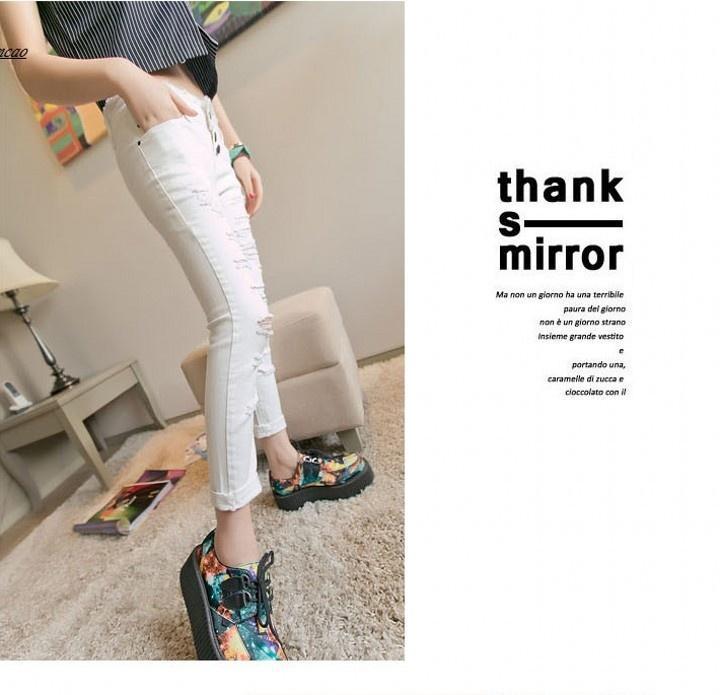 thank
s
mirror
Ma non un giorno ha una terribile
paura del giorno
non è un giorno strano
Insieme grande vestito
e
portando una,
caramelle di zucca e
cioccolato con il